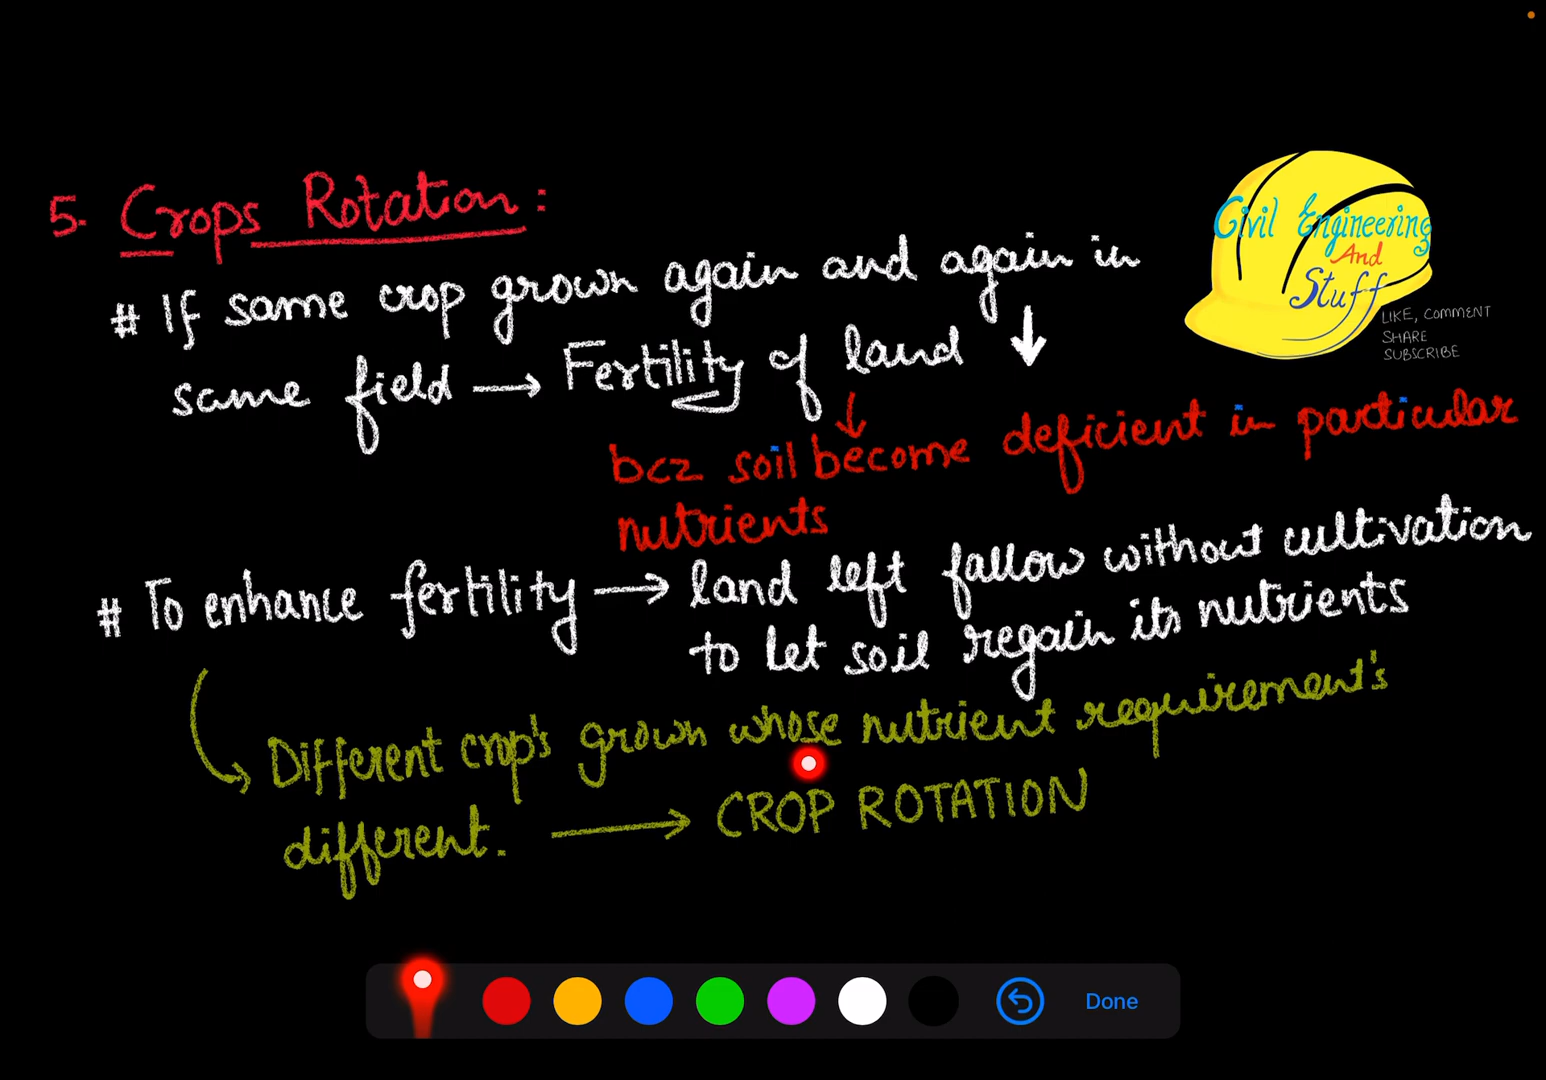 5. Crops Rotation:
# If same crop grown again and again in
same field → Fertility of land ↓
↓
bcz soil become deficient in particular
nutrients
# To enhance fertility → land left fallow without cultivation
to let soil regain its nutrients
Different crop's grown whose nutrient requirement's
different. → CROP ROTATION
Civil Engineering
And
Stuff
LIKE, COMMENT
SHARE
SUBSCRIBE
Done